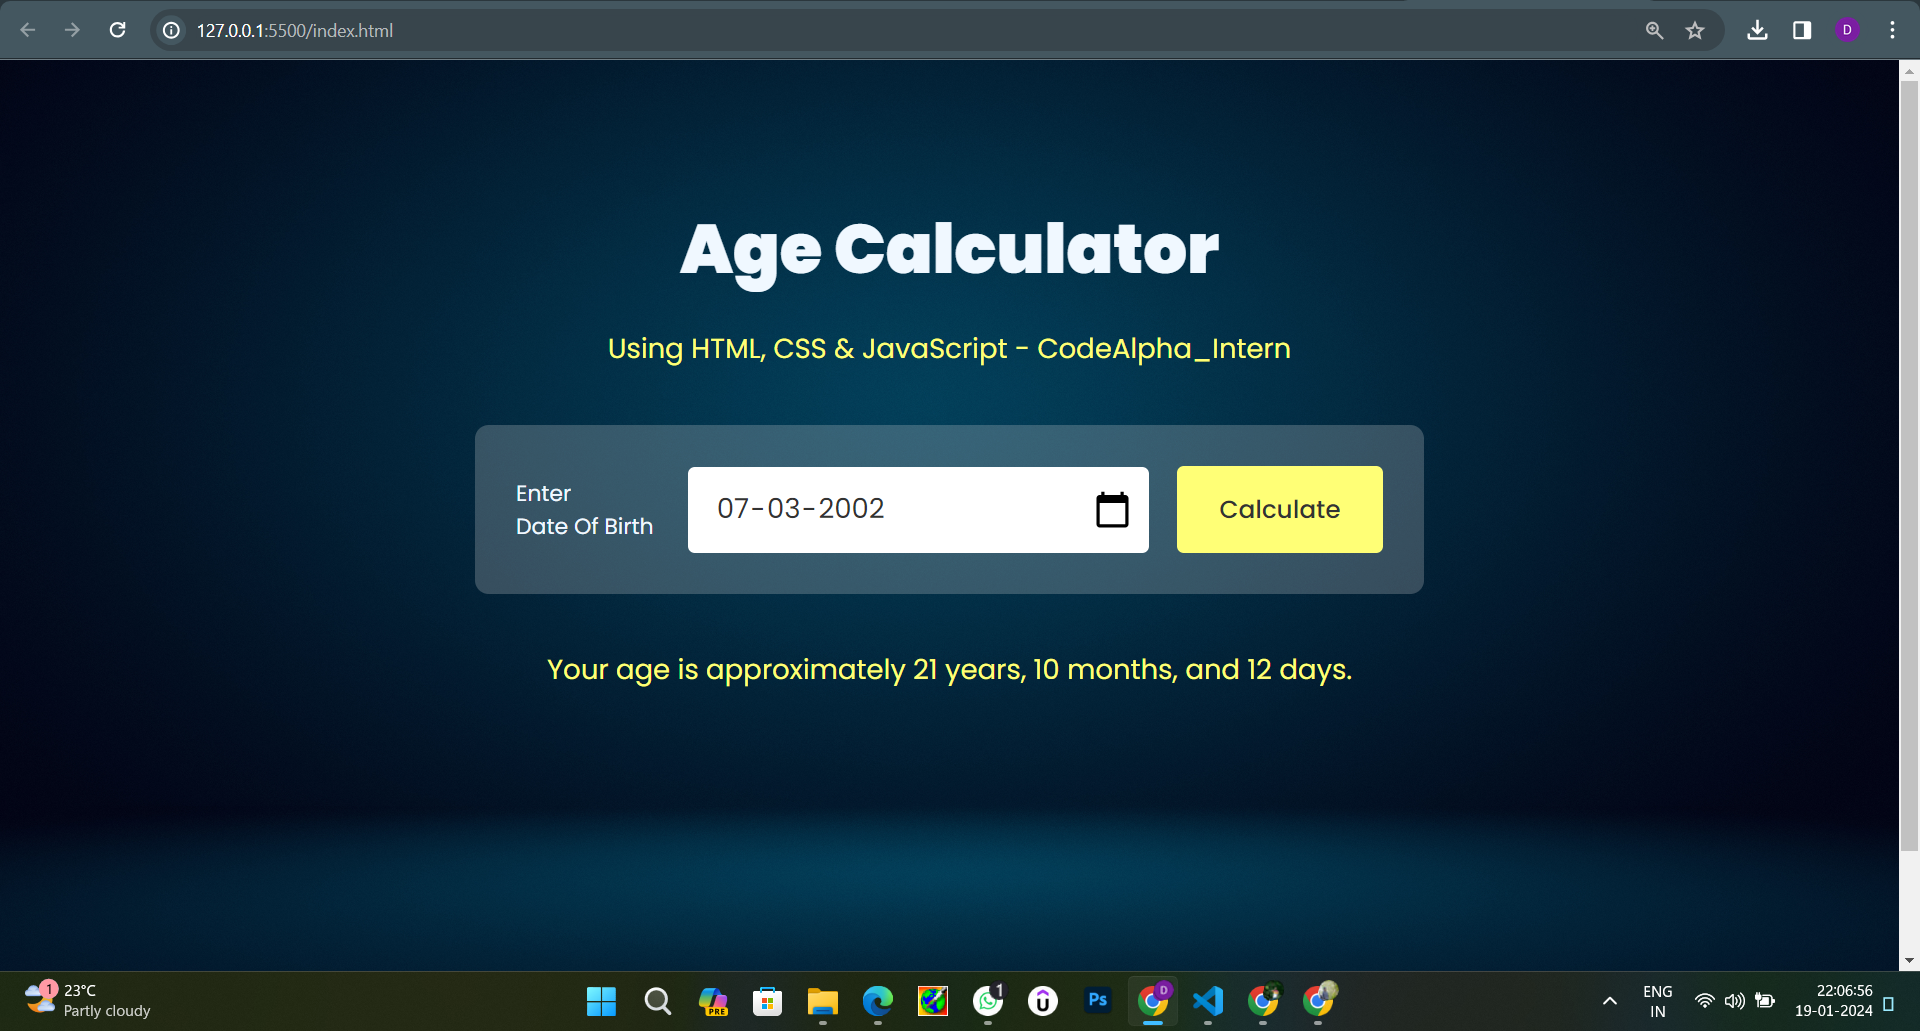 127.0.0.1:5500/index.html
D
Age Calculator
Using HTML, CSS & JavaScript - CodeAlpha_Intern
Enter
Date Of Birth
07-03-2002
Calculate
Your age is approximately 21 years, 10 months, and 12 days.
1
23°C
Partly cloudy
PRE
1
Ps
D
ENG
IN
22:06:56
19-01-2024